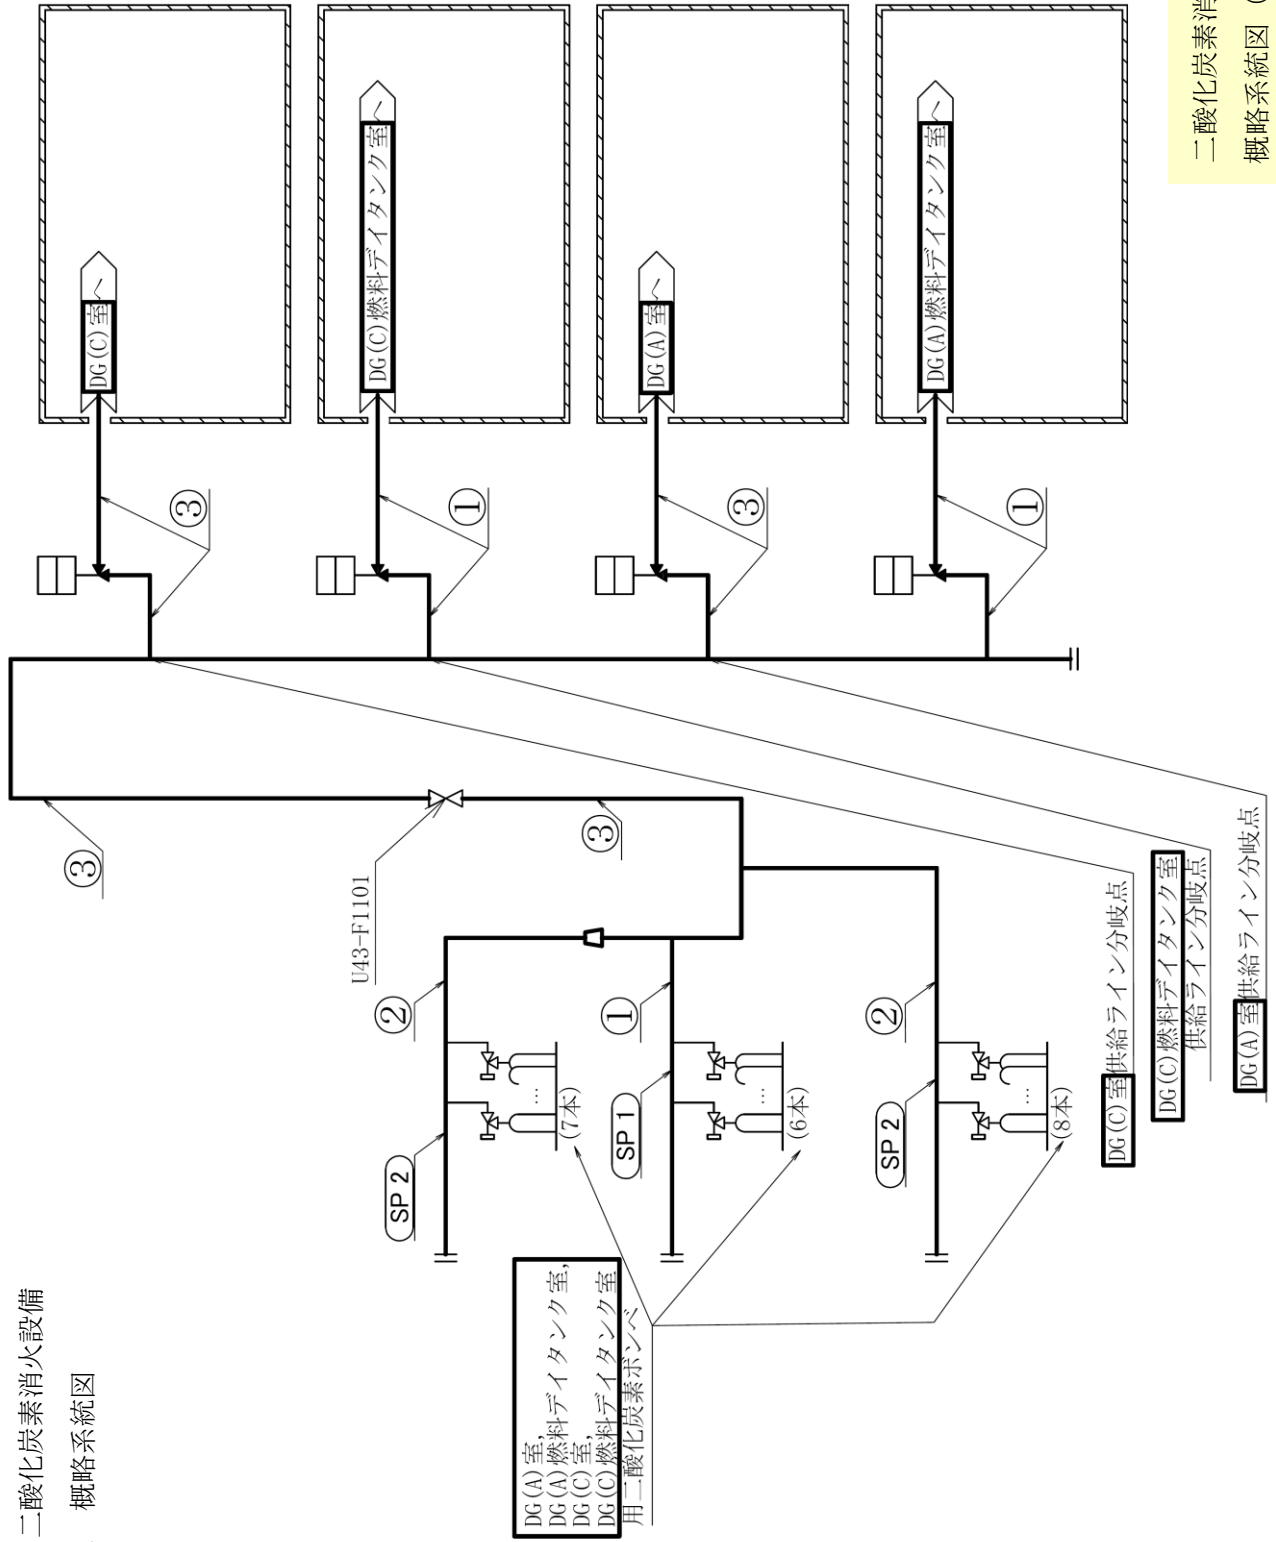 二酸化炭素消火設備
概略系統図
DG(A)室,
DG(A)燃料デイタンク室,
DG(C)室,
DG(C)燃料デイタンク室
用二酸化炭素ボンベ
SP 2
②
(7本)
SP 1
①
(6本)
SP 2
②
(8本)
U43-F1101
③
③
DG(C)室供給ライン分岐点
DG(C)燃料デイタンク室
供給ライン分岐点
DG(A)室供給ライン分岐点
③
DG(C)室へ
①
DG(C)燃料デイタンク室へ
③
DG(A)室へ
①
DG(A)燃料デイタンク室へ
二酸化炭素消
概略系統図（